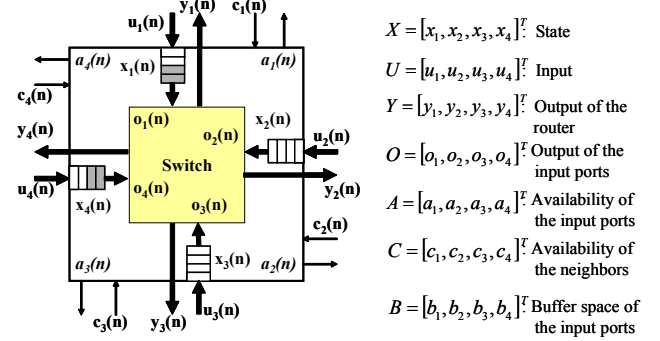 y₁(n)
c₁(n)
u₁(n)
a₄(n)
x₁(n)
a₁(n)
c₄(n)
o₁(n)
o₂(n)
x₂(n)
y₄(n)
u₂(n)
Switch
u₄(n)
o₄(n)
y₂(n)
x₄(n)
o₃(n)
c₂(n)
a₃(n)
x₃(n)
a₂(n)
c₃(n)
y₃(n)
u₃(n)
X = [x₁, x₂, x₃, x₄]ᵀ: State
U = [u₁, u₂, u₃, u₄]ᵀ: Input
Y = [y₁, y₂, y₃, y₄]ᵀ: Output of the
router
O = [o₁, o₂, o₃, o₄]ᵀ: Output of the
input ports
A = [a₁, a₂, a₃, a₄]ᵀ: Availability of
the input ports
C = [c₁, c₂, c₃, c₄]ᵀ: Availability of
the neighbors
B = [b₁, b₂, b₃, b₄]ᵀ: Buffer space of
the input ports